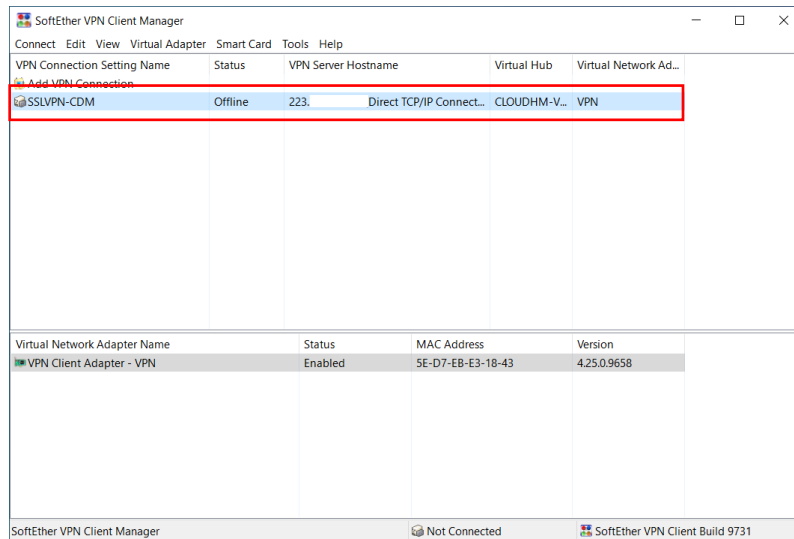 SoftEther VPN Client Manager
Connect Edit View Virtual Adapter Smart Card Tools Help
VPN Connection Setting Name Status VPN Server Hostname Virtual Hub Virtual Network Ad...
Add VPN Connection
SSLVPN-CDM Offline 223. Direct TCP/IP Connect... CLOUDHM-V... VPN
Virtual Network Adapter Name Status MAC Address Version
VPN Client Adapter - VPN Enabled 5E-D7-EB-E3-18-43 4.25.0.9658
SoftEther VPN Client Manager Not Connected SoftEther VPN Client Build 9731